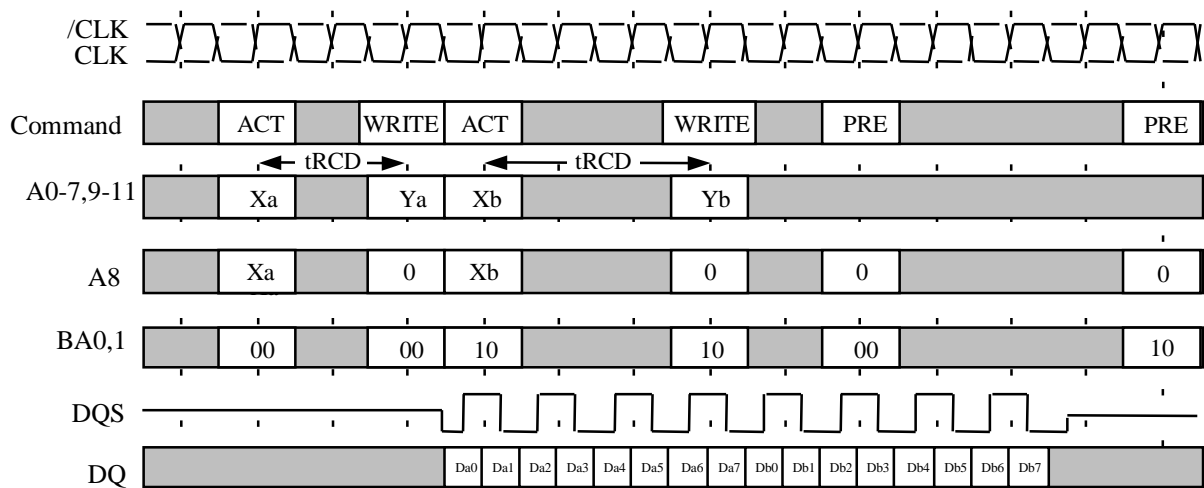 /CLK
CLK
Command ACT WRITE ACT WRITE PRE PRE
tRCD tRCD
A0-7,9-11 Xa Ya Xb Yb
A8 Xa 0 Xb 0 0 0
BA0,1 00 00 10 10 00 10
DQS
DQ Da0 Da1 Da2 Da3 Da4 Da5 Da6 Da7 Db0 Db1 Db2 Db3 Db4 Db5 Db6 Db7